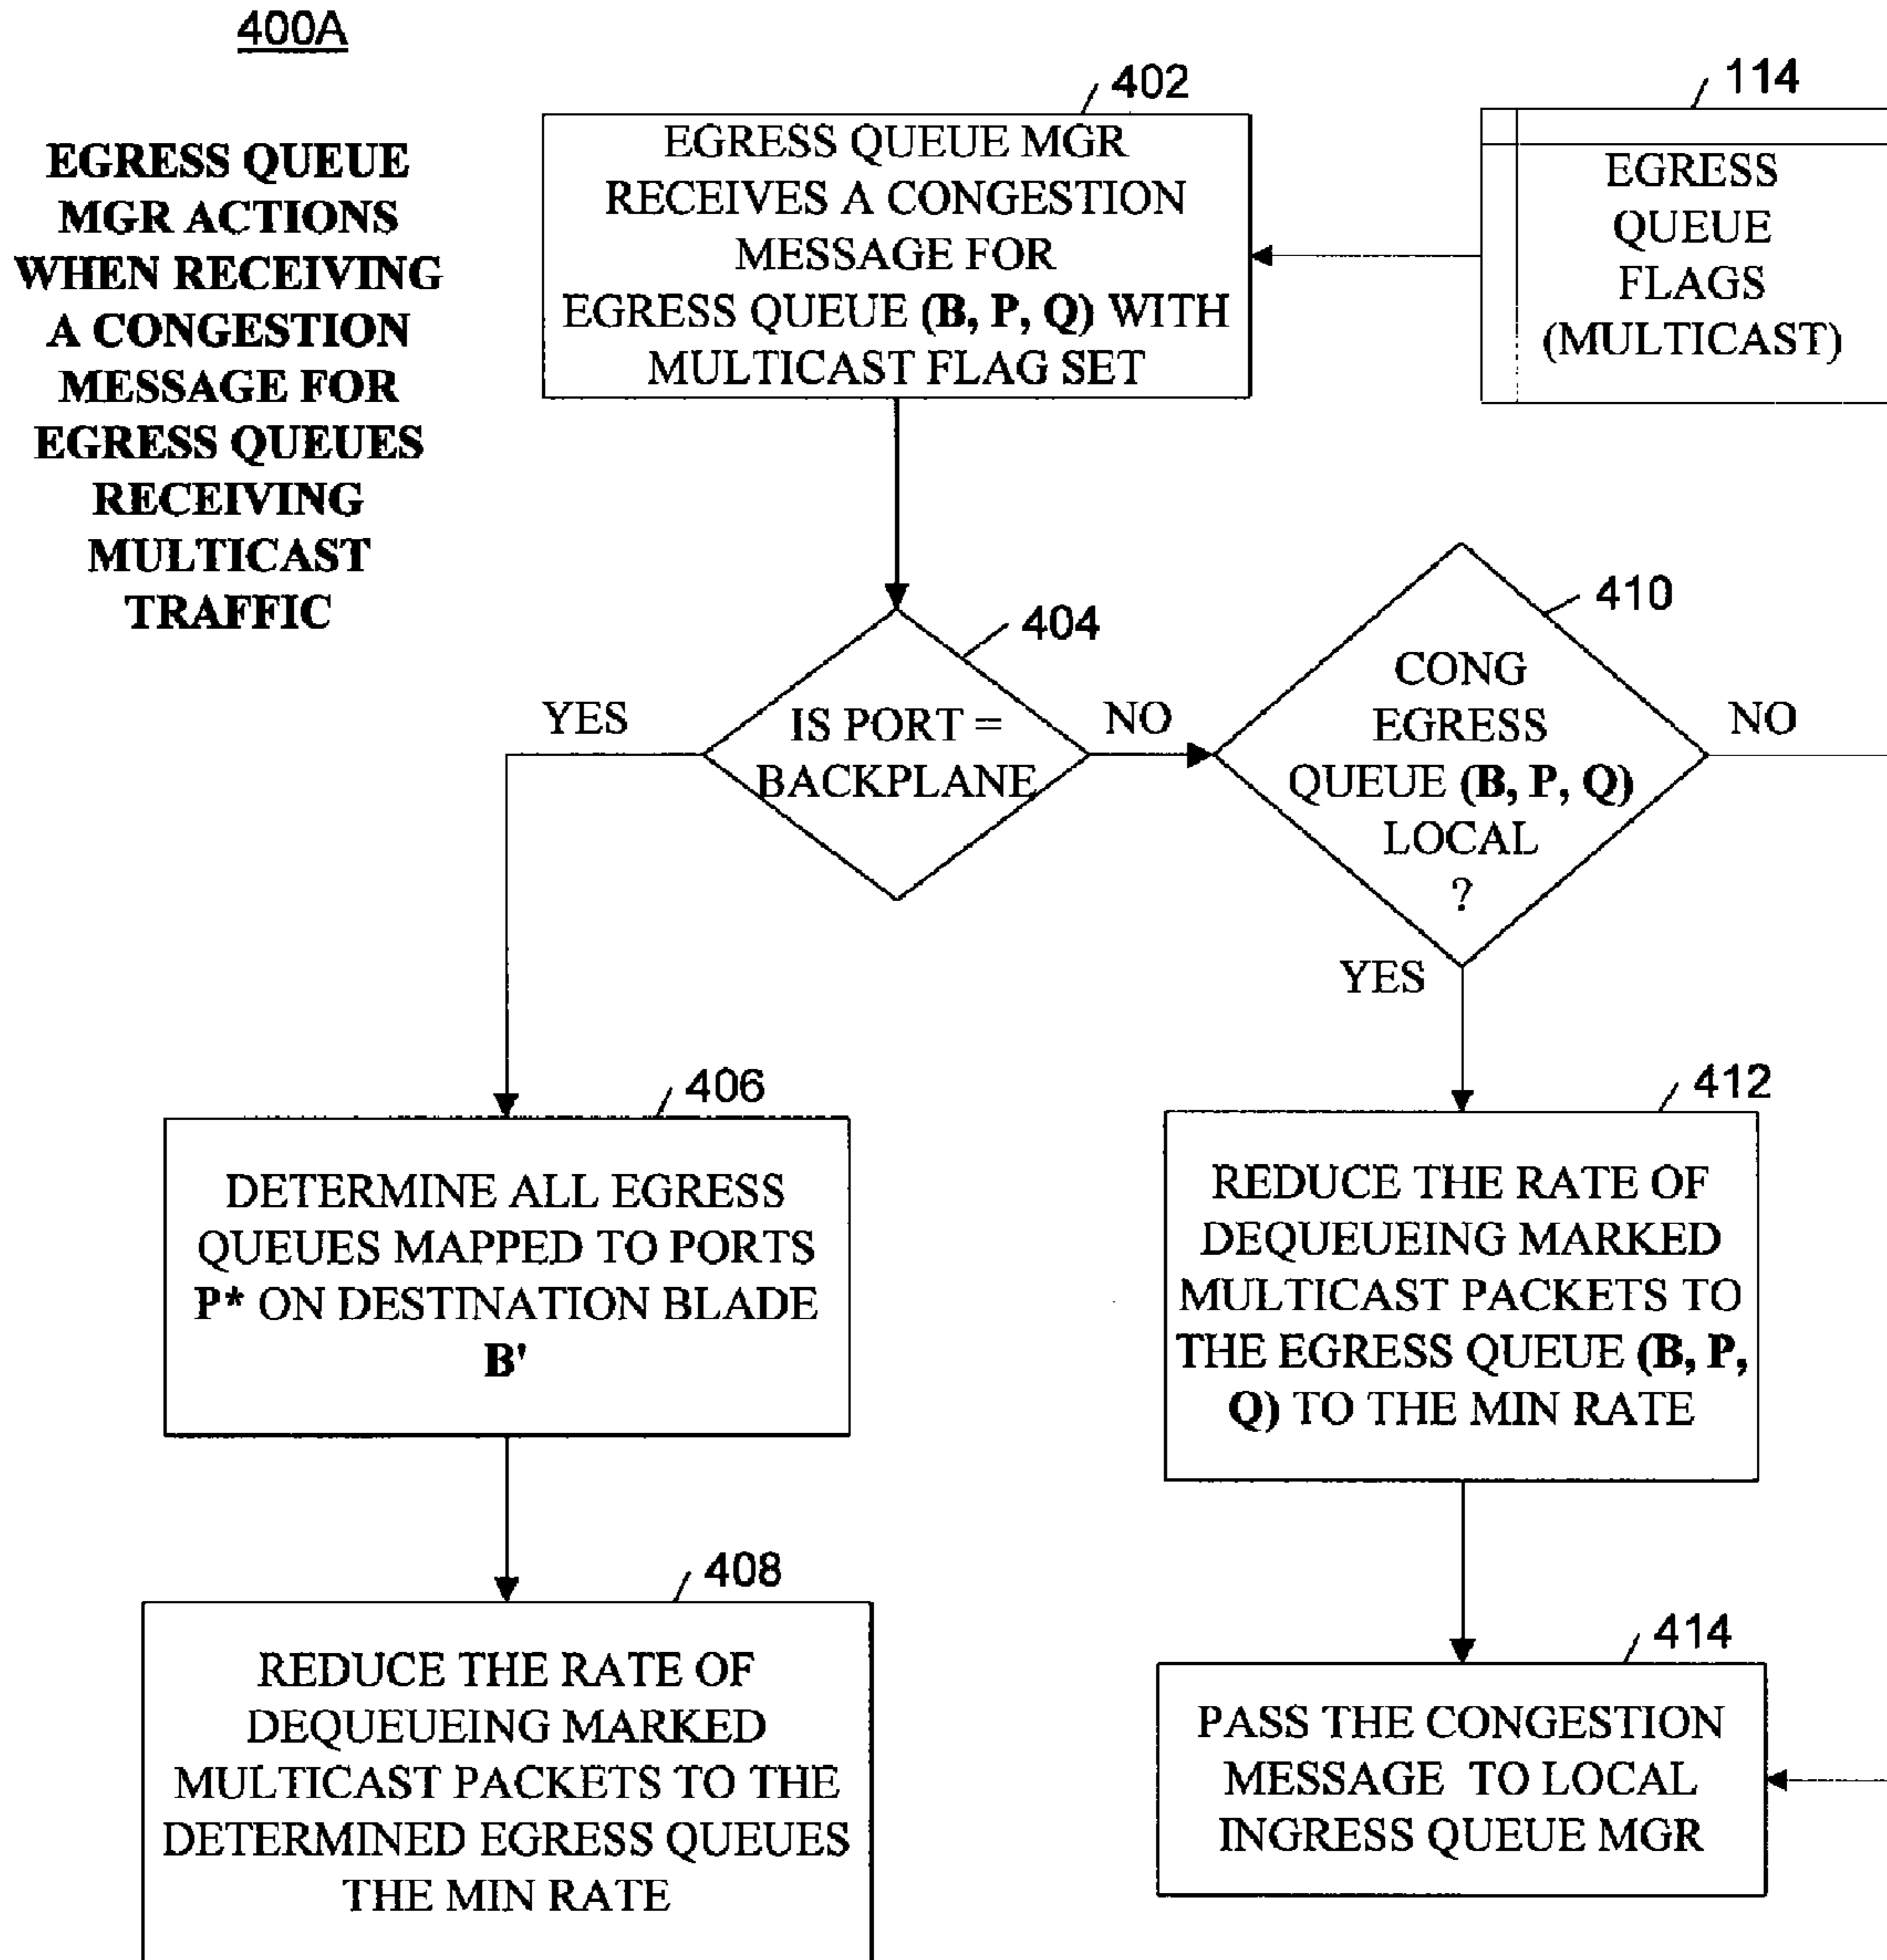 400A
EGRESS QUEUE
MGR ACTIONS
WHEN RECEIVING
A CONGESTION
MESSAGE FOR
EGRESS QUEUES
RECEIVING
MULTICAST
TRAFFIC
402
EGRESS QUEUE MGR
RECEIVES A CONGESTION
MESSAGE FOR
EGRESS QUEUE (B, P, Q) WITH
MULTICAST FLAG SET
114
EGRESS
QUEUE
FLAGS
(MULTICAST)
404
IS PORT =
BACKPLANE
YES
NO
410
CONG
EGRESS
QUEUE (B, P, Q)
LOCAL
?
NO
YES
406
DETERMINE ALL EGRESS
QUEUES MAPPED TO PORTS
P* ON DESTINATION BLADE
B'
412
REDUCE THE RATE OF
DEQUEUEING MARKED
MULTICAST PACKETS TO
THE EGRESS QUEUE (B, P,
Q) TO THE MIN RATE
408
REDUCE THE RATE OF
DEQUEUEING MARKED
MULTICAST PACKETS TO THE
DETERMINED EGRESS QUEUES
THE MIN RATE
414
PASS THE CONGESTION
MESSAGE TO LOCAL
INGRESS QUEUE MGR